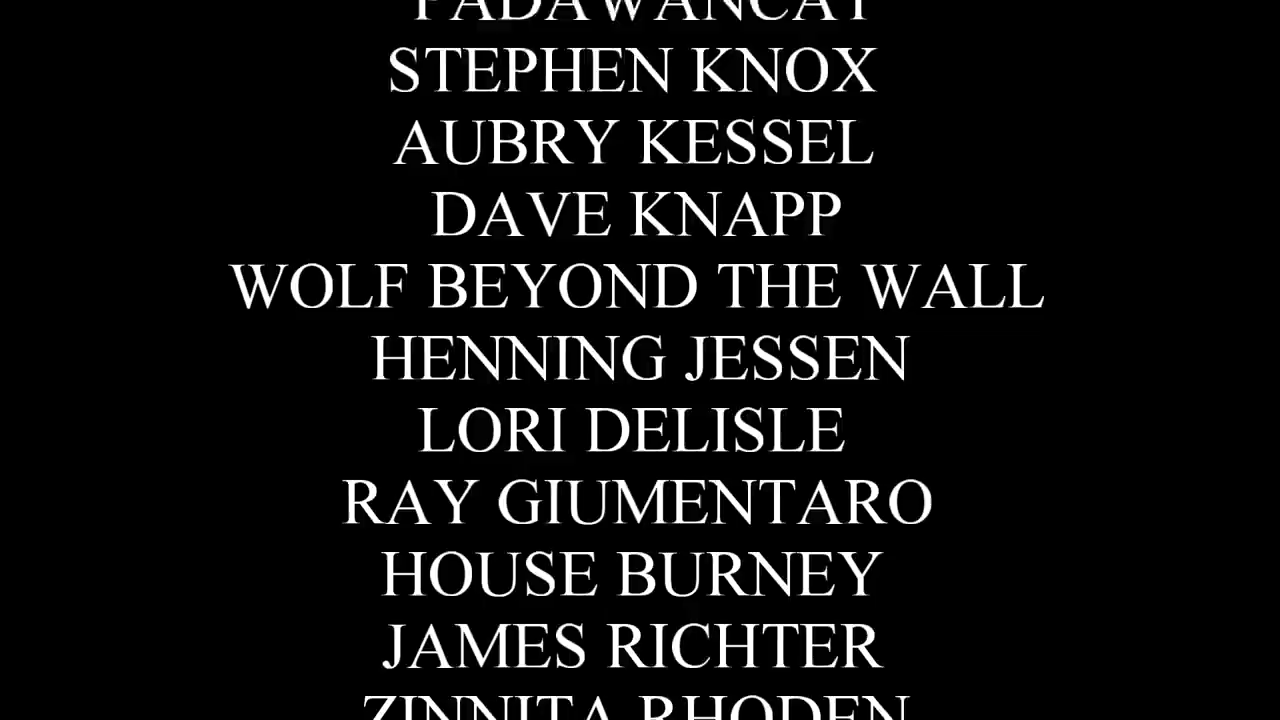 PADAWANCAT
STEPHEN KNOX
AUBRY KESSEL
DAVE KNAPP
WOLF BEYOND THE WALL
HENNING JESSEN
LORI DELISLE
RAY GIUMENTARO
HOUSE BURNEY
JAMES RICHTER
ZINNITA RHODEN